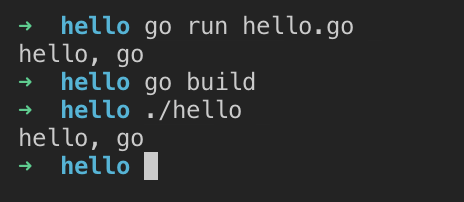 ➜  hello go run hello.go
hello, go
➜  hello go build
➜  hello ./hello
hello, go
➜  hello